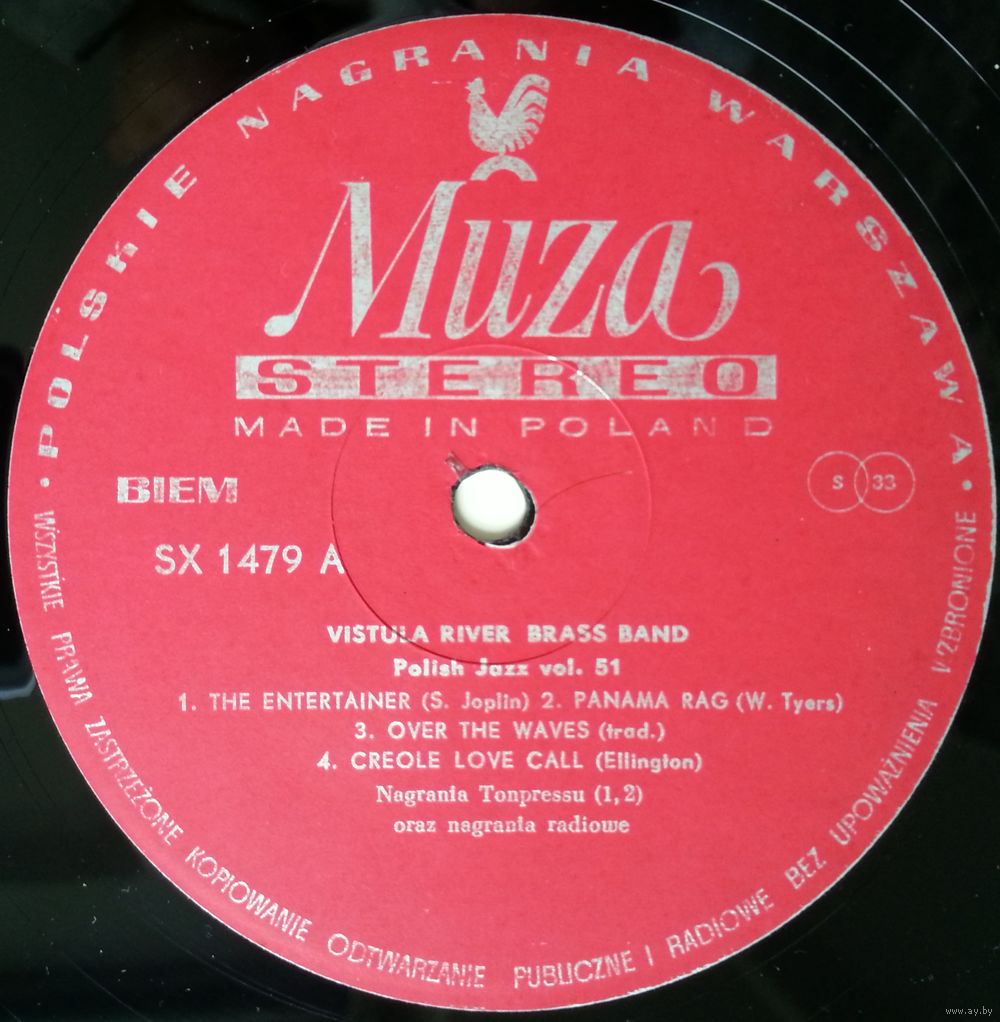 POLSKIE NAGRANIA WARSZAWA
Muza
STEREO
MADE IN POLAND
BIEM
S 33
SX 1479 A
VISTULA RIVER BRASS BAND
Polish Jazz vol. 51
1. THE ENTERTAINER (S. Joplin) 2. PANAMA RAG (W. Tyers)
3. OVER THE WAVES (trad.)
4. CREOLE LOVE CALL (Ellington)
Nagrania Tonpressu (1, 2)
oraz nagrania radiowe
• WSZYSTKIE PRAWA ZASTRZEŻONE KOPIOWANIE ODTWARZANIE PUBLICZNE I RADIOWE BEZ UPOWAŻNIENIA WZBRONIONE •
www.ay.by